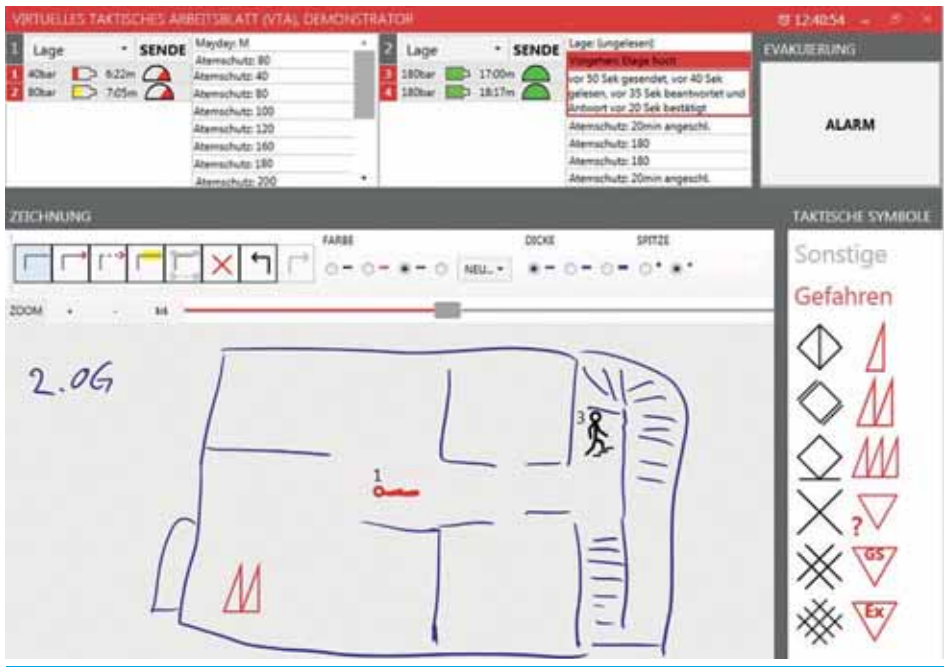 VIRTUELLES TAKTISCHES ARBEITSBLATT (VTA), DEMONSTRATOR
12:40:54
1 Lage SENDE
1 40bar 6:22m
2 80bar 7:05m
Mayday: M
Atemschutz: 80
Atemschutz: 40
Atemschutz: 80
Atemschutz: 100
Atemschutz: 120
Atemschutz: 160
Atemschutz: 180
Atemschutz: 200
2 Lage SENDE
3 180bar 17:00m
4 180bar 18:17m
Lage: (ungelesen)
Vorgehen: Etage hoch
vor 50 Sek gesendet, vor 40 Sek
gelesen, vor 35 Sek beantwortet und
Antwort vor 20 Sek bestätigt
Atemschutz: 20min angeschl.
Atemschutz: 180
Atemschutz: 180
Atemschutz: 20min angeschl.
EVAKUIERUNG
ALARM
ZEICHNUNG
FARBE DICKE SPITZE
NEU...
ZOOM + -
2.OG
1
3
TAKTISCHE SYMBOLE
Sonstige
Gefahren
?
GS
Ex